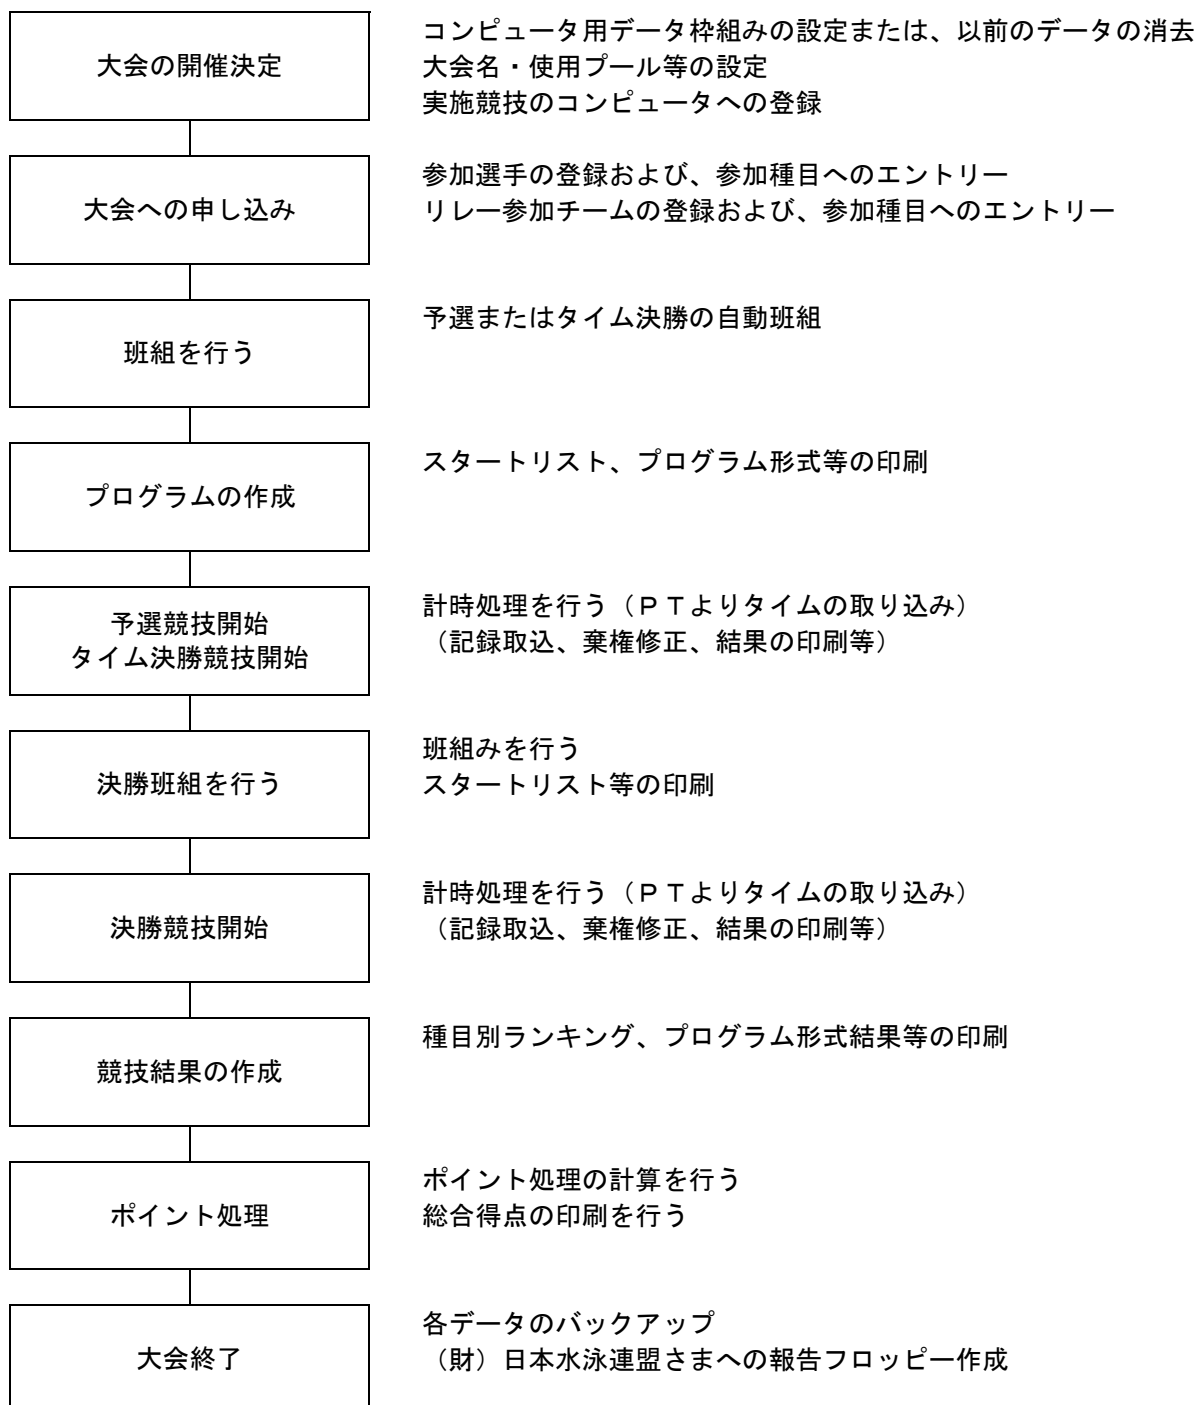 大会の開催決定
コンピュータ用データ枠組みの設定または、以前のデータの消去
大会名・使用プール等の設定
実施競技のコンピュータへの登録
大会への申し込み
参加選手の登録および、参加種目へのエントリー
リレー参加チームの登録および、参加種目へのエントリー
班組を行う
予選またはタイム決勝の自動班組
プログラムの作成
スタートリスト、プログラム形式等の印刷
予選競技開始
タイム決勝競技開始
計時処理を行う（ＰＴよりタイムの取り込み）
（記録取込、棄権修正、結果の印刷等）
決勝班組を行う
班組みを行う
スタートリスト等の印刷
決勝競技開始
計時処理を行う（ＰＴよりタイムの取り込み）
（記録取込、棄権修正、結果の印刷等）
競技結果の作成
種目別ランキング、プログラム形式結果等の印刷
ポイント処理
ポイント処理の計算を行う
総合得点の印刷を行う
大会終了
各データのバックアップ
（財）日本水泳連盟さまへの報告フロッピー作成